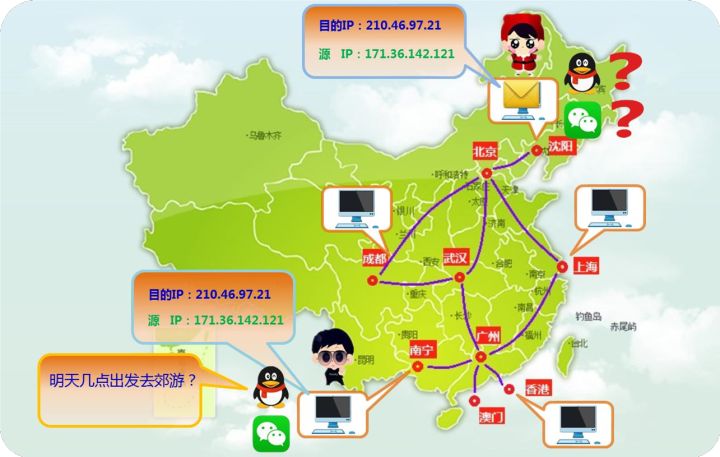 目的IP：210.46.97.21
源 IP：171.36.142.121
?
?
沈阳
北京
乌鲁木齐
呼和浩特
天津
银川
太原
济南
兰州
成都
西安
武汉
合肥
南京
上海
重庆
杭州
目的IP：210.46.97.21
源 IP：171.36.142.121
南昌
长沙
钓鱼岛
赤尾屿
贵阳
广州
福州
台北
南宁
昆明
明天几点出发去郊游？
香港
澳门